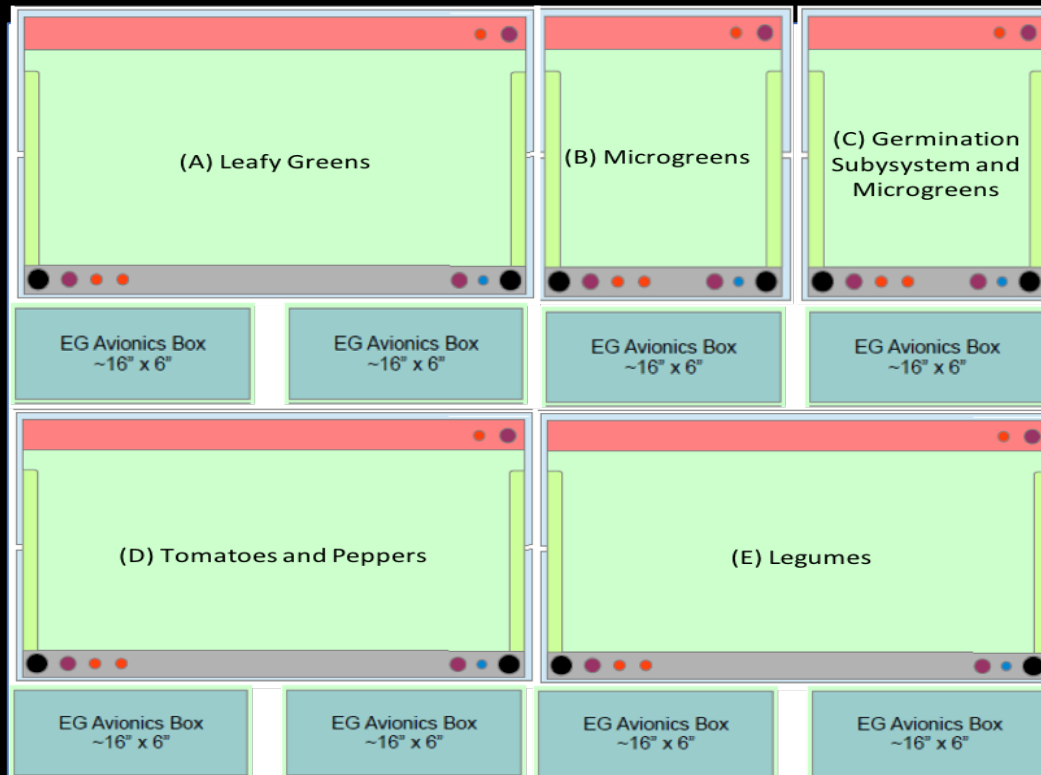 (A) Leafy Greens
(B) Microgreens
(C) Germination
Subysystem and
Microgreens
EG Avionics Box
~16” x 6”
EG Avionics Box
~16” x 6”
EG Avionics Box
~16” x 6”
EG Avionics Box
~16” x 6”
(D) Tomatoes and Peppers
(E) Legumes
EG Avionics Box
~16” x 6”
EG Avionics Box
~16” x 6”
EG Avionics Box
~16” x 6”
EG Avionics Box
~16” x 6”